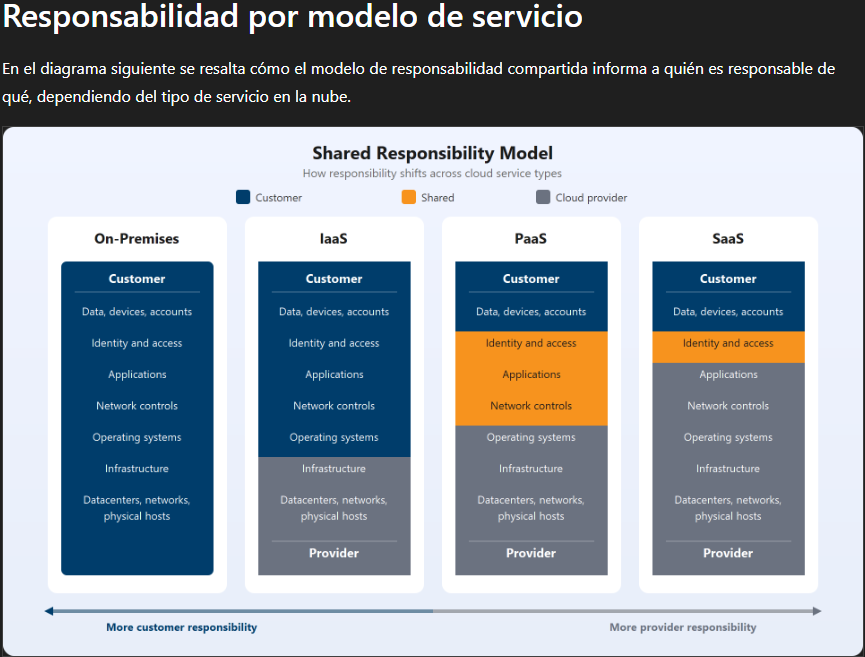 Responsabilidad por modelo de servicio
En el diagrama siguiente se resalta cómo el modelo de responsabilidad compartida informa a quién es responsable de
qué, dependiendo del tipo de servicio en la nube.
Shared Responsibility Model
How responsibility shifts across cloud service types
Customer
Shared
Cloud provider
On-Premises
Customer
Data, devices, accounts
Identity and access
Applications
Network controls
Operating systems
Infrastructure
Datacenters, networks,
physical hosts
IaaS
Customer
Data, devices, accounts
Identity and access
Applications
Network controls
Operating systems
Infrastructure
Datacenters, networks,
physical hosts
Provider
PaaS
Customer
Data, devices, accounts
Identity and access
Applications
Network controls
Operating systems
Infrastructure
Datacenters, networks,
physical hosts
Provider
SaaS
Customer
Data, devices, accounts
Identity and access
Applications
Network controls
Operating systems
Infrastructure
Datacenters, networks,
physical hosts
Provider
More customer responsibility
More provider responsibility